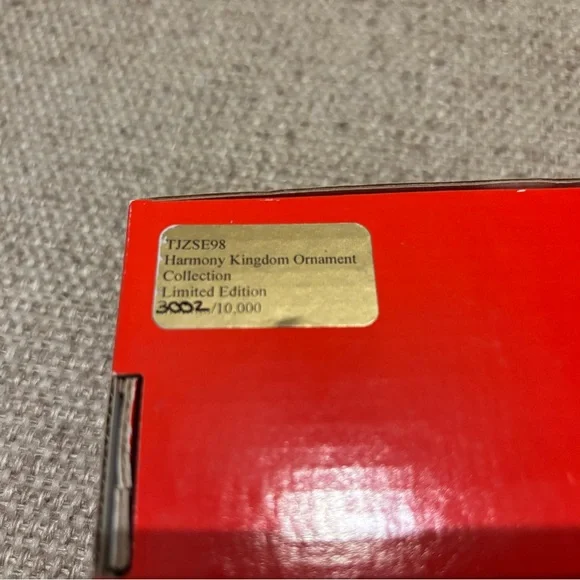 TJZSE98
Harmony Kingdom Ornament
Collection
Limited Edition
3002/10,000